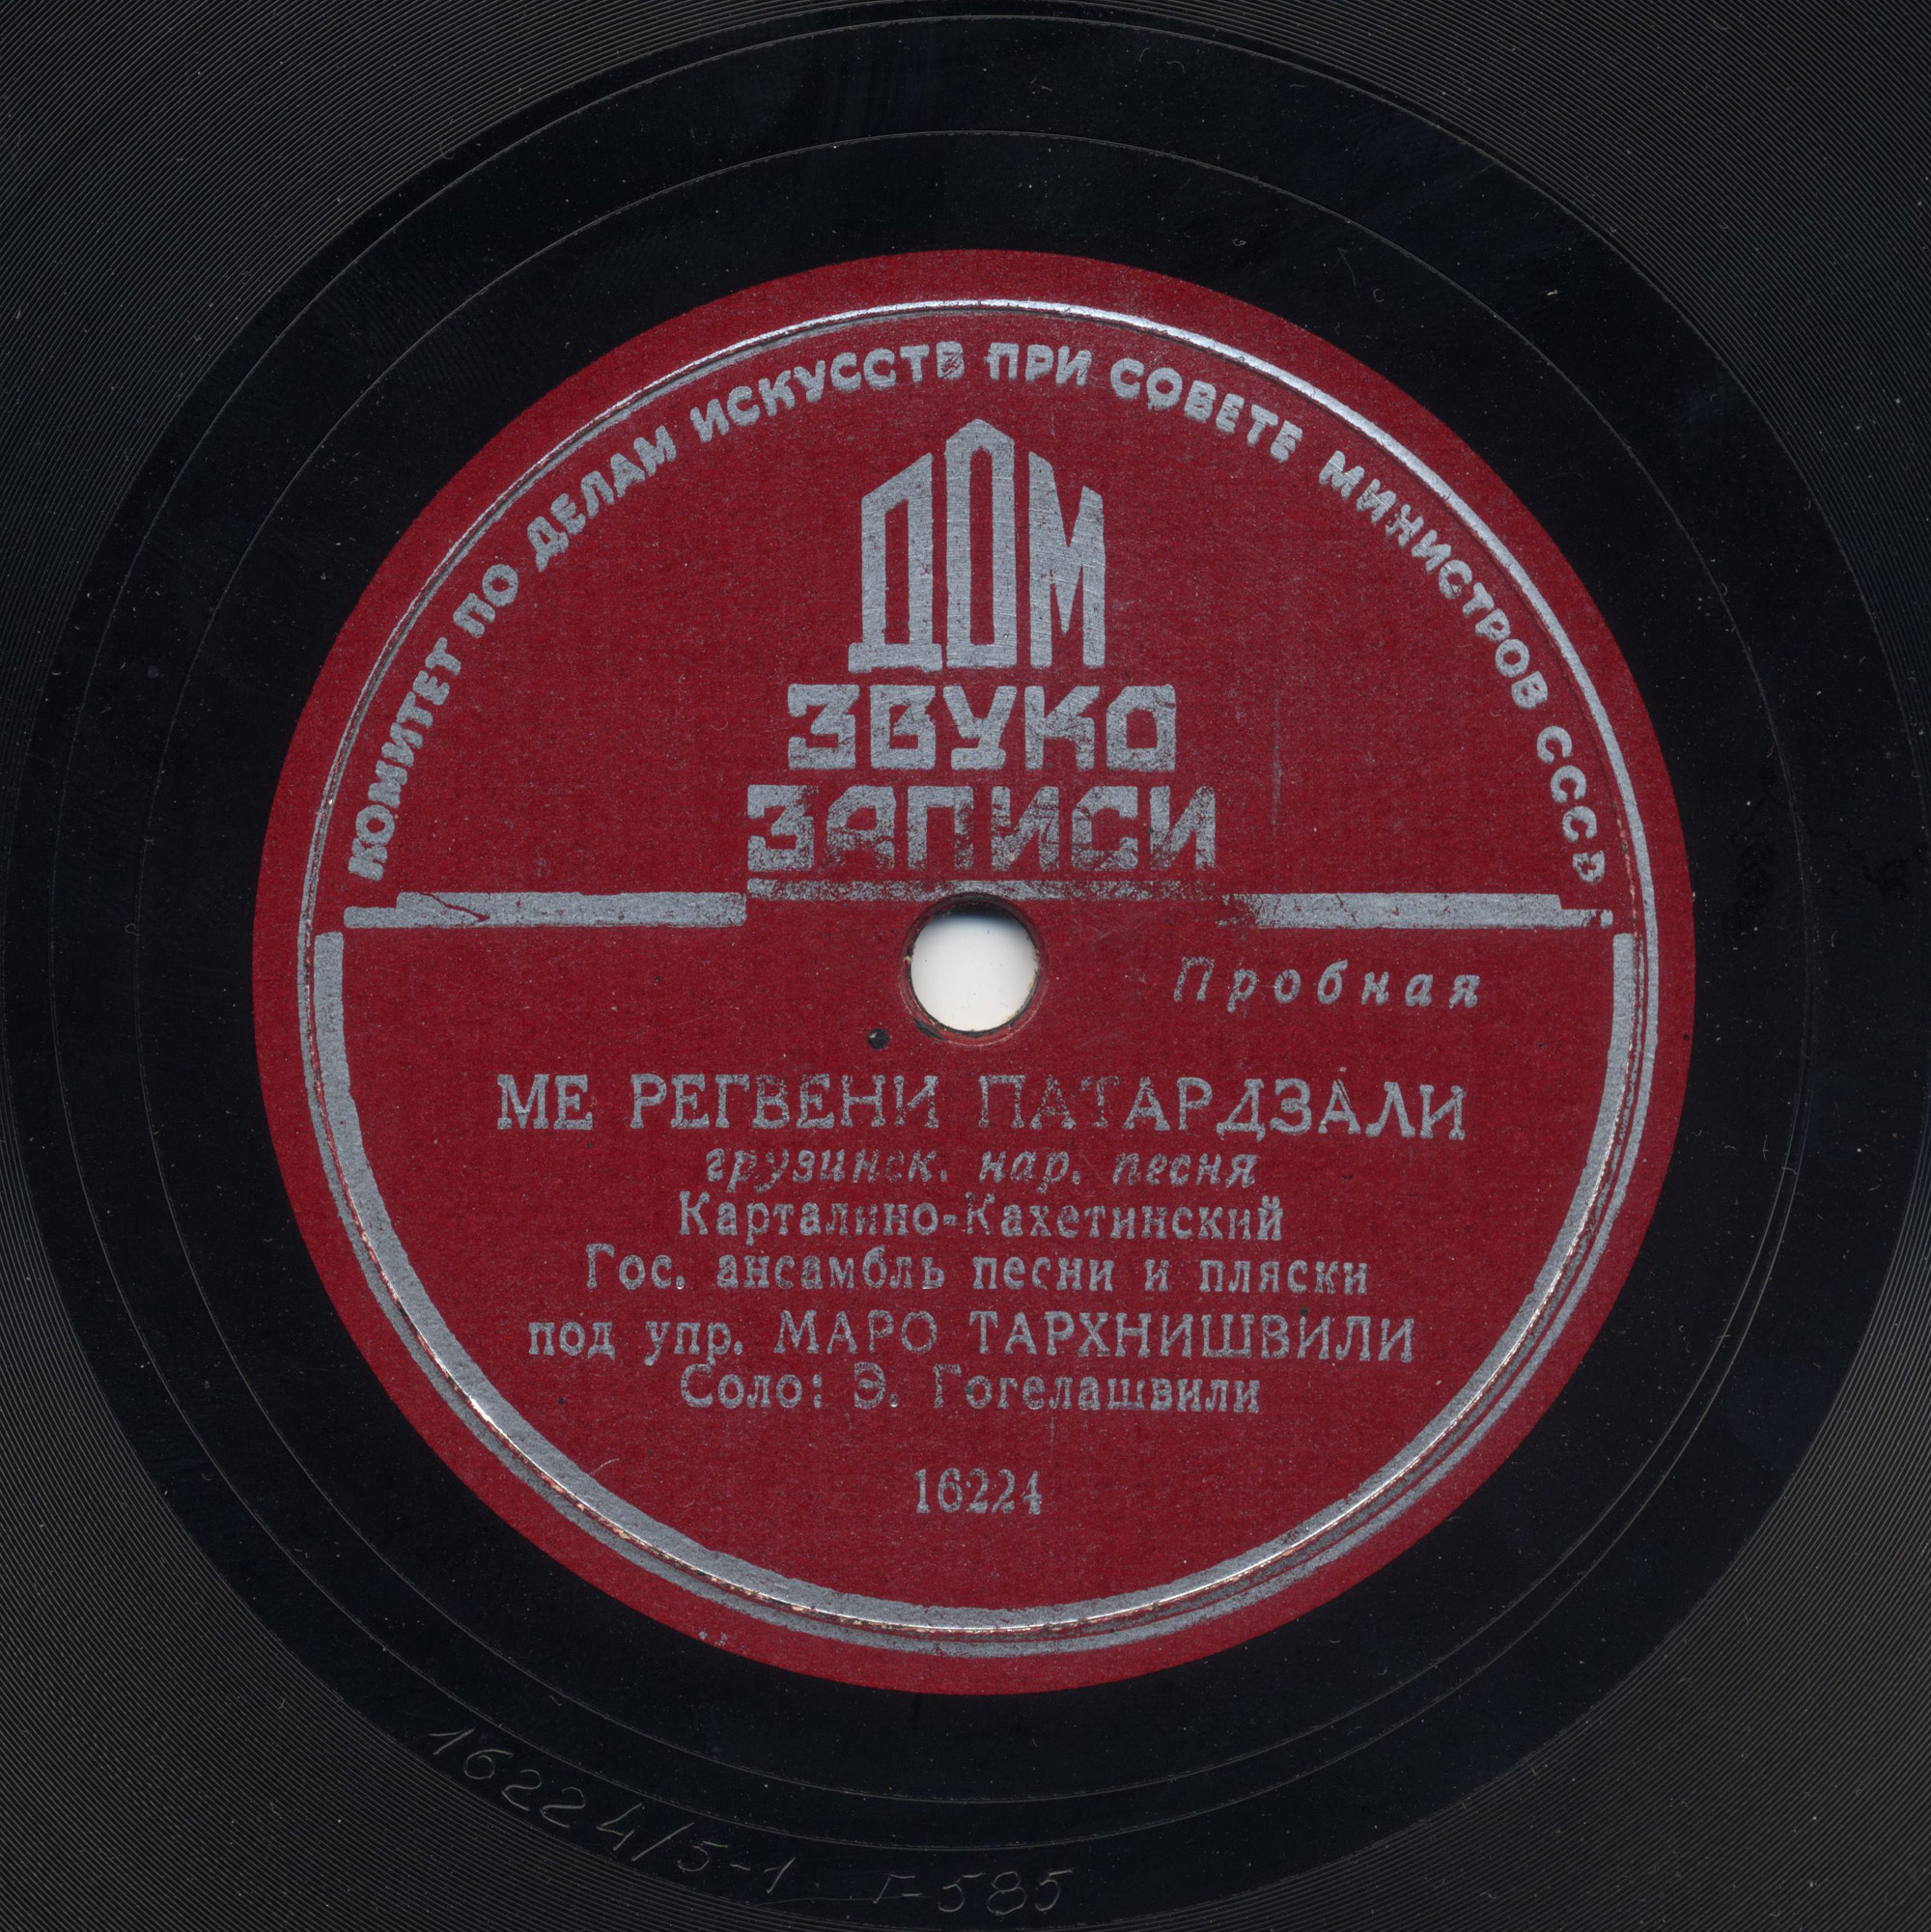 КОМИТЕТ ПО ДЕЛАМ ИСКУССТВ ПРИ СОВЕТЕ МИНИСТРОВ СССР
ДОМ
ЗВУКО
ЗАПИСИ
Пробная
МЕ РЕГВЕНИ ПАТАРДЗАЛИ
грузинск. нар. песня
Карталино-Кахетинский
Гос. ансамбль песни и пляски
под упр. МАРО ТАРХНИШВИЛИ
Соло: Э. Гогелашвили
16224
16224/5-1 Г-585